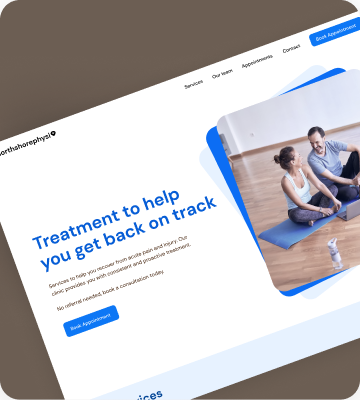 Services
Our team
Appointments
Contact
Book Appointment
orthshorephysi
Treatment to help
you get back on track
Services to help you recover from acute pain and injury. Our
clinic provides you with consistent and proactive treatment.
No referral needed, book a consultation today.
Book Appointment
vices